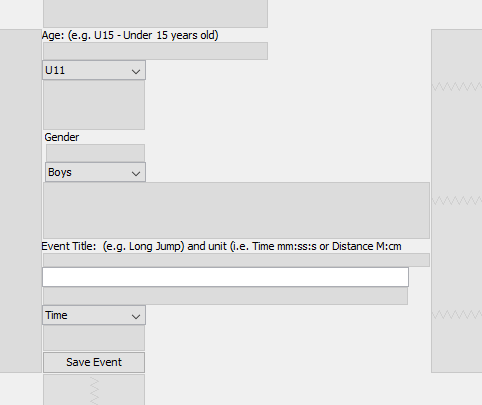 Age: (e.g. U15 - Under 15 years old)
U11
Gender
Boys
Event Title:  (e.g. Long Jump) and unit (i.e. Time mm:ss:s or Distance M:cm
Time
Save Event